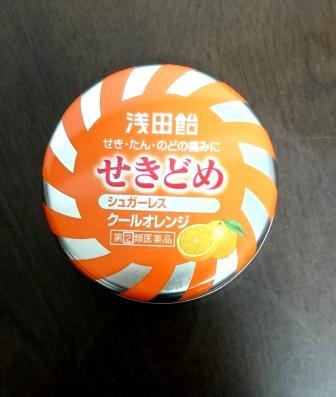 浅田飴
せき・たん・のどの痛みに
せきどめ
シュガーレス
クールオレンジ
指②類医薬品